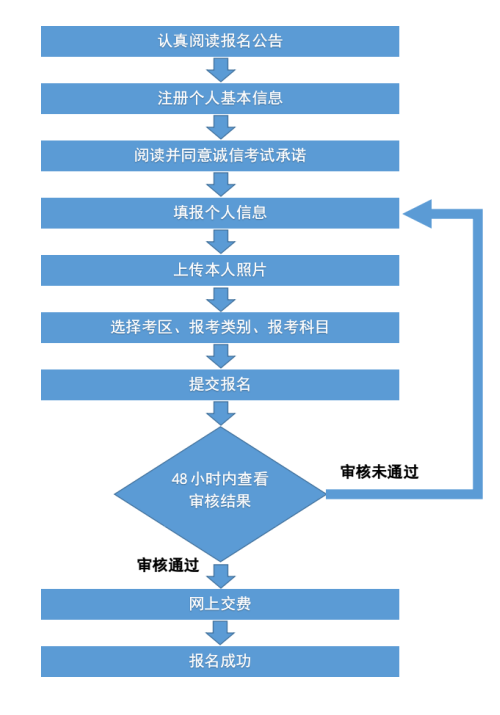 认真阅读报名公告
注册个人基本信息
阅读并同意诚信考试承诺
填报个人信息
上传本人照片
选择考区、报考类别、报考科目
提交报名
48小时内查看
审核结果
审核未通过
审核通过
网上交费
报名成功